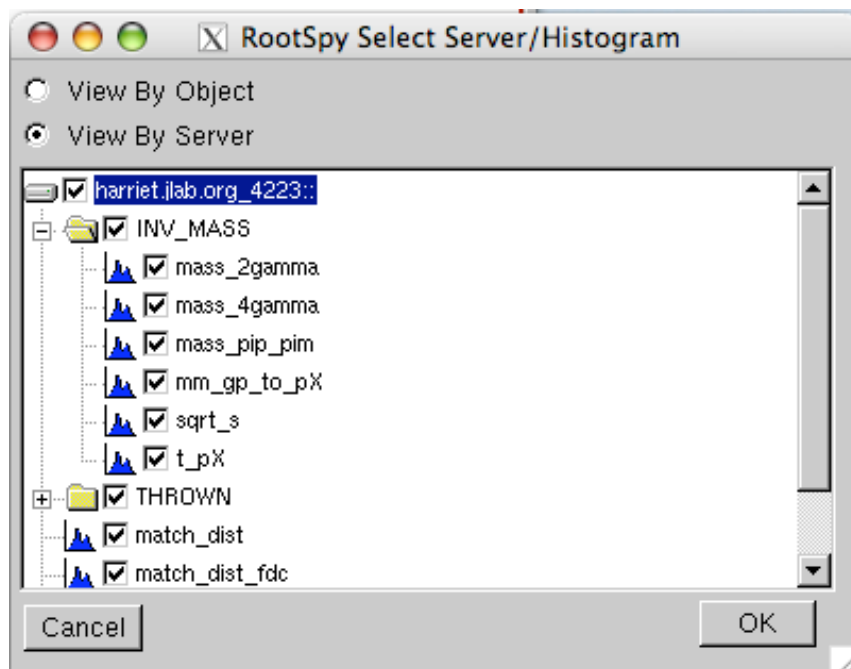 RootSpy Select Server/Histogram
View By Object
View By Server
harriet.jlab.org_4223::
INV_MASS
mass_2gamma
mass_4gamma
mass_pip_pim
mm_gp_to_pX
sqrt_s
t_pX
THROWN
match_dist
match_dist_fdc
Cancel OK